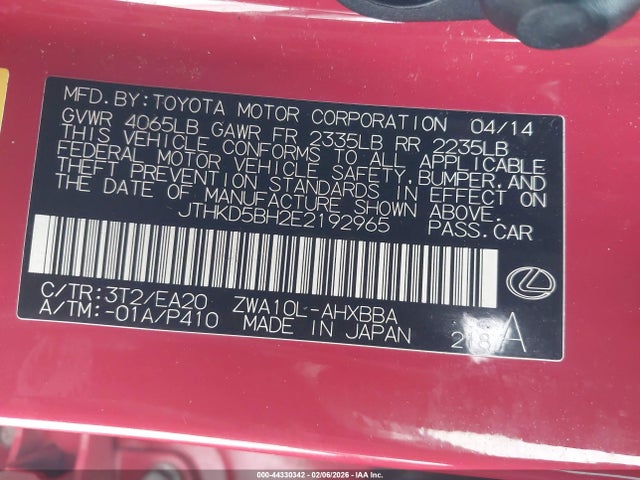 MFD.BY:TOYOTA MOTOR CORPORATION 04/14
GVWR 4065LB GAWR FR 2335LB RR 2235LB
THIS VEHICLE CONFORMS TO ALL APPLICABLE
FEDERAL MOTOR VEHICLE SAFETY,BUMPER,AND
THEFT PREVENTION STANDARDS IN EFFECT ON
THE DATE OF MANUFACTURE SHOWN ABOVE.
JTHKD5BH2E2192965 PASS.CAR
C/TR:3T2/EA20 ZWA10L-AHXBBA
A/TM:-01A/P410 MADE IN JAPAN
A
000-44330342 - 02/06/2026 - IAA Inc.